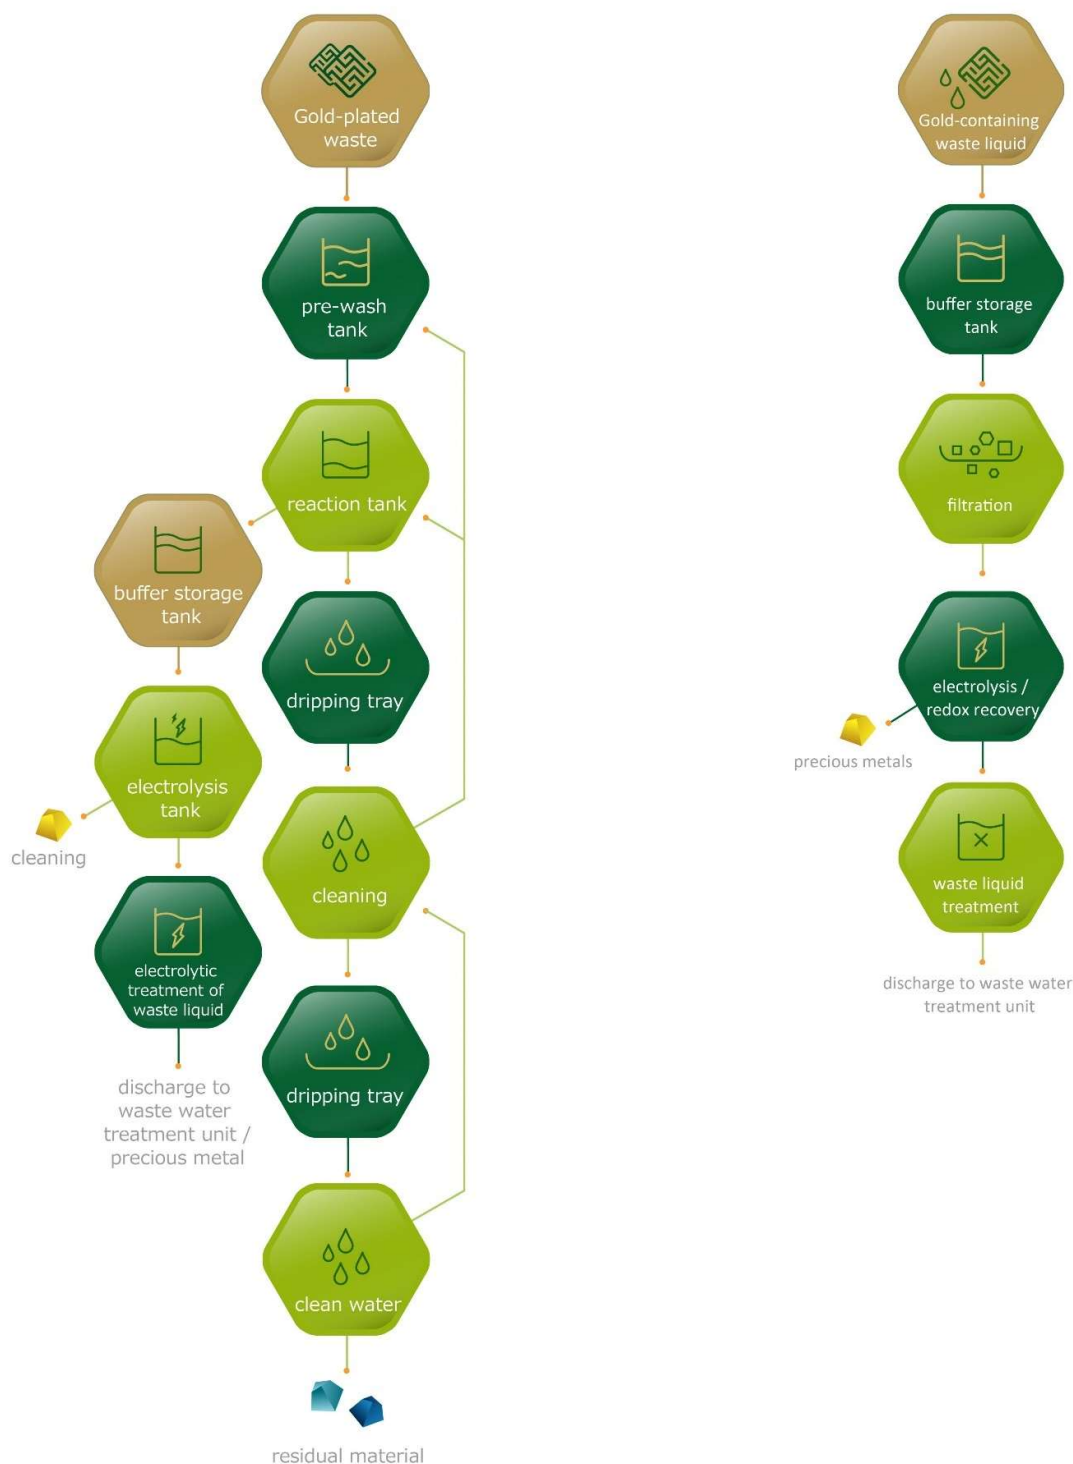 Gold-plated
waste
pre-wash
tank
reaction tank
buffer storage
tank
dripping tray
electrolysis
tank
cleaning
cleaning
electrolytic
treatment of
waste liquid
discharge to
waste water
treatment unit /
precious metal
dripping tray
clean water
residual material
Gold-containing
waste liquid
buffer storage
tank
filtration
electrolysis /
redox recovery
precious metals
waste liquid
treatment
discharge to waste water
treatment unit